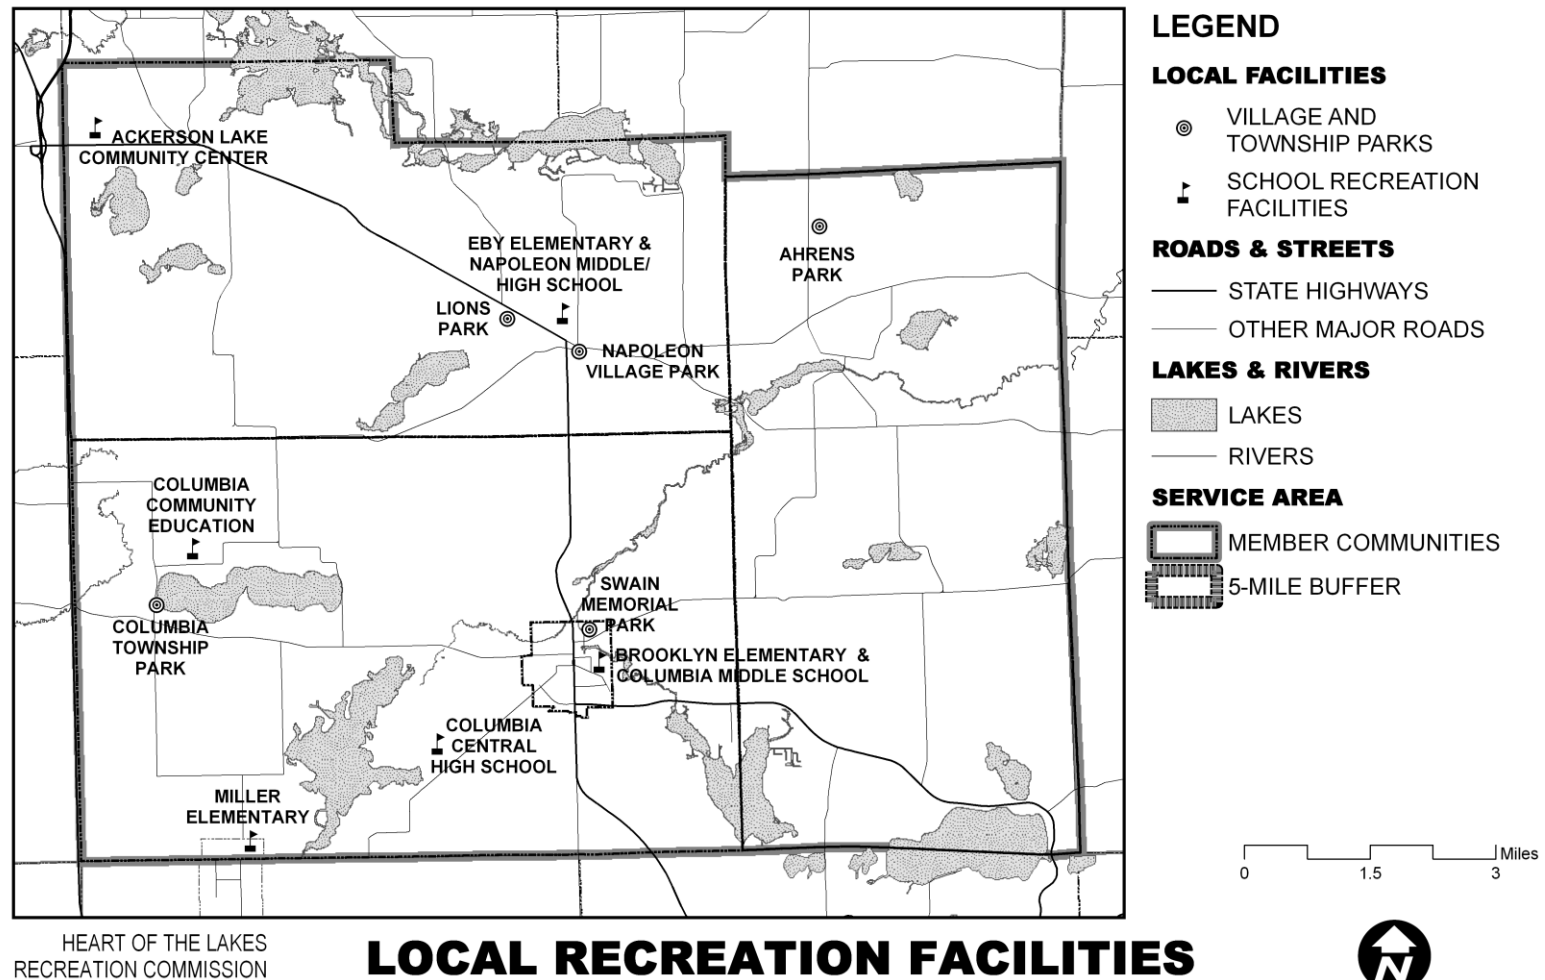 ACKERSON LAKE
COMMUNITY CENTER
EBY ELEMENTARY &
NAPOLEON MIDDLE/
HIGH SCHOOL
LIONS
PARK
NAPOLEON
VILLAGE PARK
AHRENS
PARK
COLUMBIA
COMMUNITY
EDUCATION
COLUMBIA
TOWNSHIP
PARK
SWAIN
MEMORIAL
PARK
BROOKLYN ELEMENTARY &
COLUMBIA MIDDLE SCHOOL
COLUMBIA
CENTRAL
HIGH SCHOOL
MILLER
ELEMENTARY
LEGEND
LOCAL FACILITIES
VILLAGE AND
TOWNSHIP PARKS
SCHOOL RECREATION
FACILITIES
ROADS & STREETS
STATE HIGHWAYS
OTHER MAJOR ROADS
LAKES & RIVERS
LAKES
RIVERS
SERVICE AREA
MEMBER COMMUNITIES
5-MILE BUFFER
Miles
0 1.5 3
HEART OF THE LAKES
RECREATION COMMISSION
LOCAL RECREATION FACILITIES
N